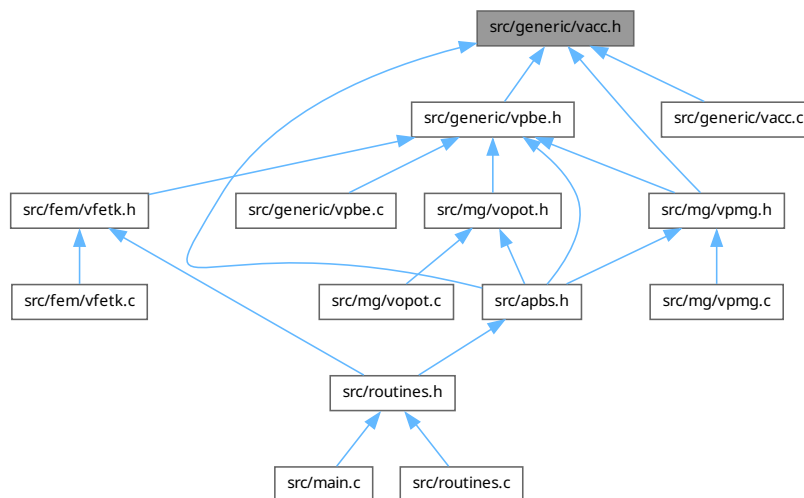 src/generic/vacc.h
src/generic/vpbe.h
src/generic/vacc.c
src/fem/vfetk.h
src/generic/vpbe.c
src/mg/vopot.h
src/mg/vpmg.h
src/fem/vfetk.c
src/mg/vopot.c
src/apbs.h
src/mg/vpmg.c
src/routines.h
src/main.c
src/routines.c